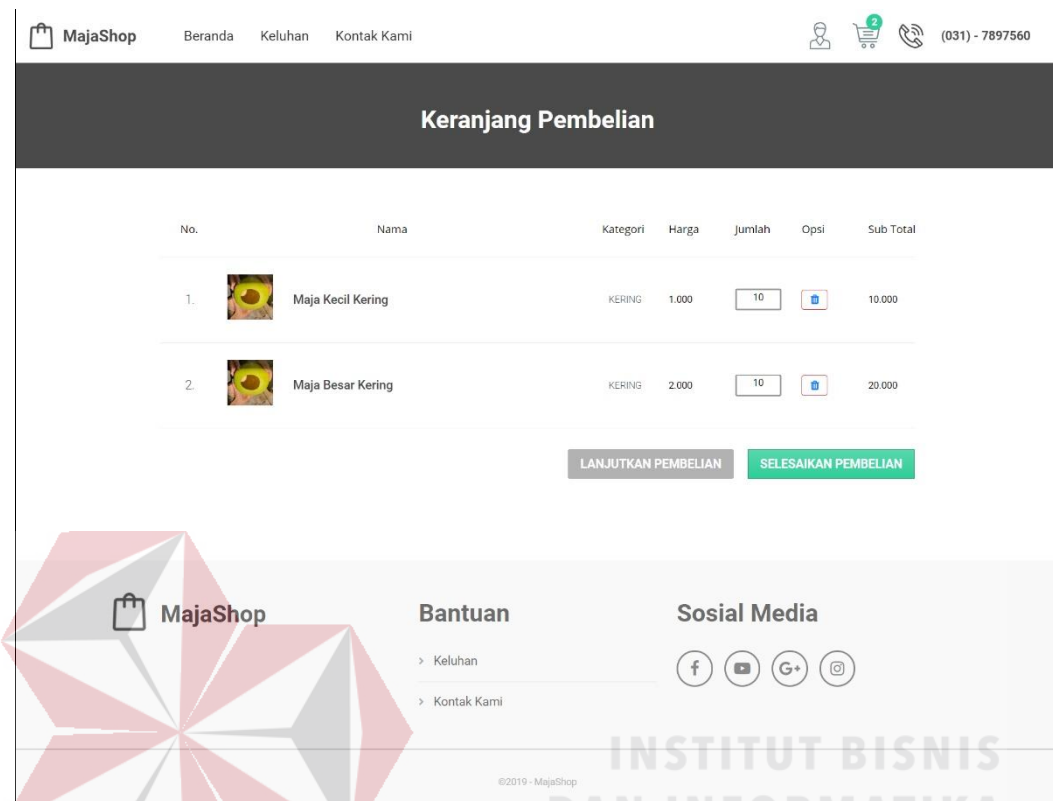 MajaShop Beranda Keluhan Kontak Kami 2 (031) - 7897560
Keranjang Pembelian
No. Nama Kategori Harga Jumlah Opsi Sub Total
1. Maja Kecil Kering KERING 1.000 10 10.000
2. Maja Besar Kering KERING 2.000 10 20.000
LANJUTKAN PEMBELIAN SELESAIKAN PEMBELIAN
MajaShop Bantuan Sosial Media
> Keluhan
f G+
> Kontak Kami
INSTITUT BISNIS
©2019 - MajaShop
DAN INFORMATIKA